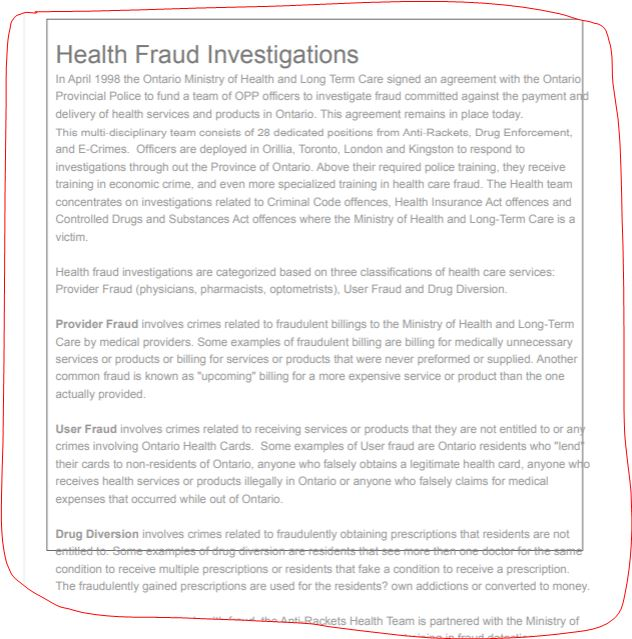 Health Fraud Investigations
In April 1998 the Ontario Ministry of Health and Long Term Care signed an agreement with the Ontario
Provincial Police to fund a team of OPP officers to investigate fraud committed against the payment and
delivery of health services and products in Ontario. This agreement remains in place today.
This multi-disciplinary team consists of 28 dedicated positions from Anti-Rackets, Drug Enforcement,
and E-Crimes. Officers are deployed in Orillia, Toronto, London and Kingston to respond to
investigations through out the Province of Ontario. Above their required police training, they receive
training in economic crime, and even more specialized training in health care fraud. The Health team
concentrates on investigations related to Criminal Code offences, Health Insurance Act offences and
Controlled Drugs and Substances Act offences where the Ministry of Health and Long-Term Care is a
victim.
Health fraud investigations are categorized based on three classifications of health care services:
Provider Fraud (physicians, pharmacists, optometrists), User Fraud and Drug Diversion.
Provider Fraud involves crimes related to fraudulent billings to the Ministry of Health and Long-Term
Care by medical providers. Some examples of fraudulent billing are billing for medically unnecessary
services or products or billing for services or products that were never preformed or supplied. Another
common fraud is known as "upcoming" billing for a more expensive service or product than the one
actually provided.
User Fraud involves crimes related to receiving services or products that they are not entitled to or any
crimes involving Ontario Health Cards. Some examples of User fraud are Ontario residents who "lend"
their cards to non-residents of Ontario, anyone who falsely obtains a legitimate health card, anyone who
receives health services or products illegally in Ontario or anyone who falsely claims for medical
expenses that occurred while out of Ontario.
Drug Diversion involves crimes related to fraudulently obtaining prescriptions that residents are not
entitled to. Some examples of drug diversion are residents that see more then one doctor for the same
condition to receive multiple prescriptions or residents that fake a condition to receive a prescription.
The fraudulently gained prescriptions are used for the residents? own addictions or converted to money.
fraud, the Anti-Rackets Health Team is partnered with the Ministry of
in fraud